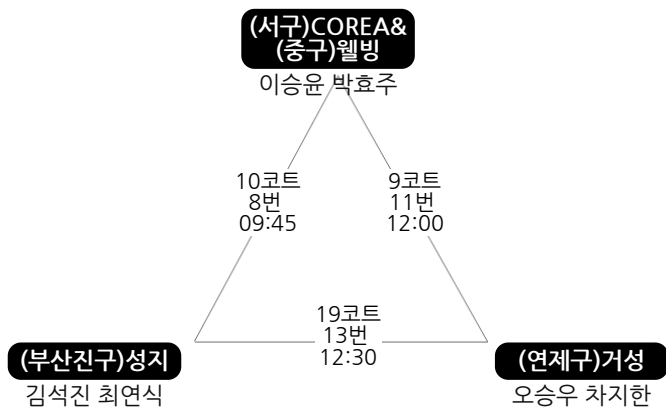 (서구)COREA&
(중구)웰빙
이승윤 박효주
10코트
8번
09:45
9코트
11번
12:00
19코트
13번
12:30
(부산진구)성지
김석진 최연식
(연제구)거성
오승우 차지한